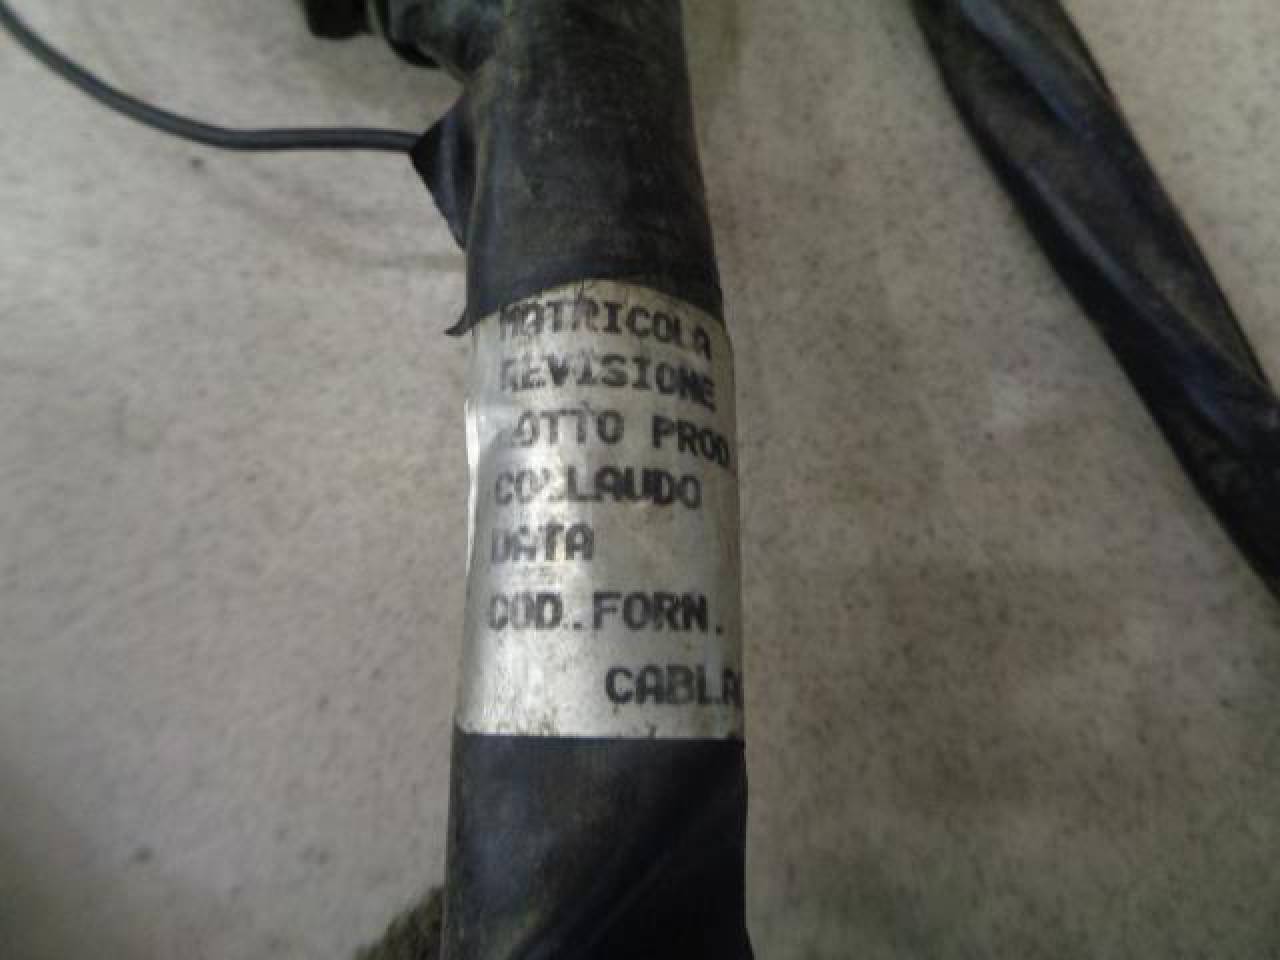 MATRICOLA
REVISIONE
LOTTO PROD.
COLLAUDO
DATA
COD..FORN.
CABLA